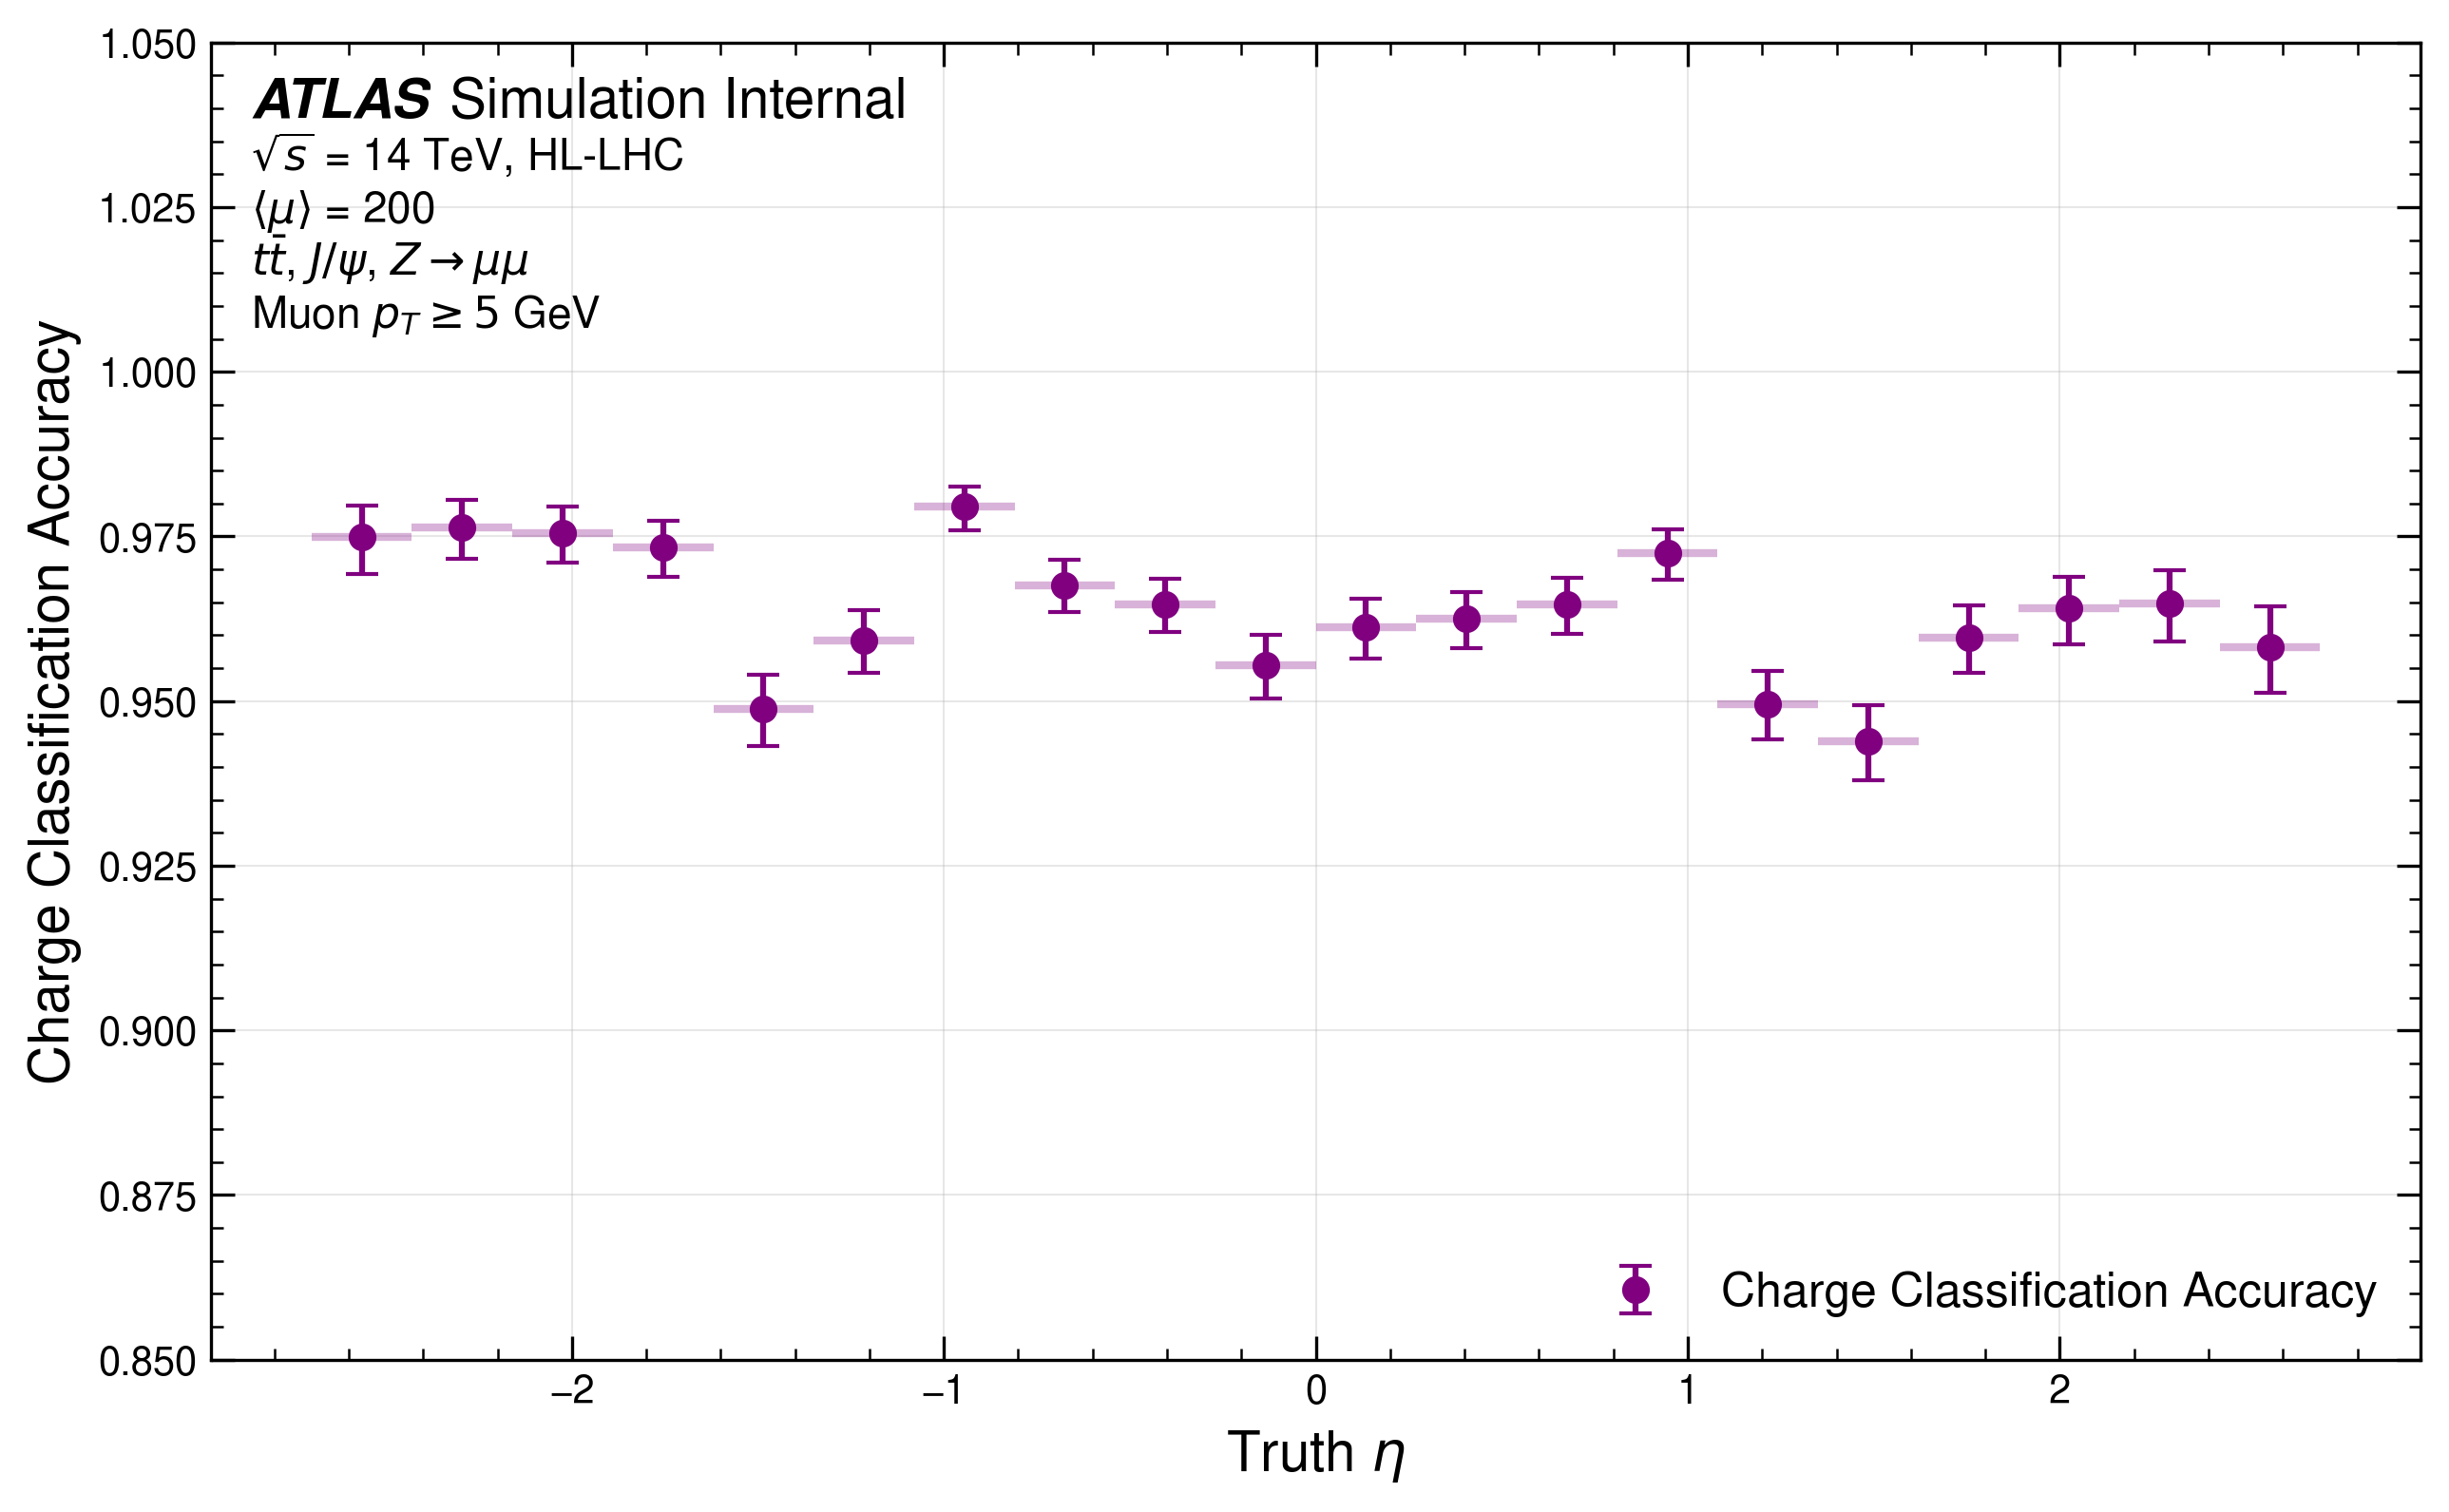 ATLAS Simulation Internal
√s = 14 TeV, HL-LHC
⟨μ⟩ = 200
tt̄, J/ψ, Z → μμ
Muon p_T ≥ 5 GeV
1.050
1.025
1.000
0.975
0.950
0.925
0.900
0.875
0.850
Charge Classification Accuracy
Charge Classification Accuracy
−2 −1 0 1 2
Truth η